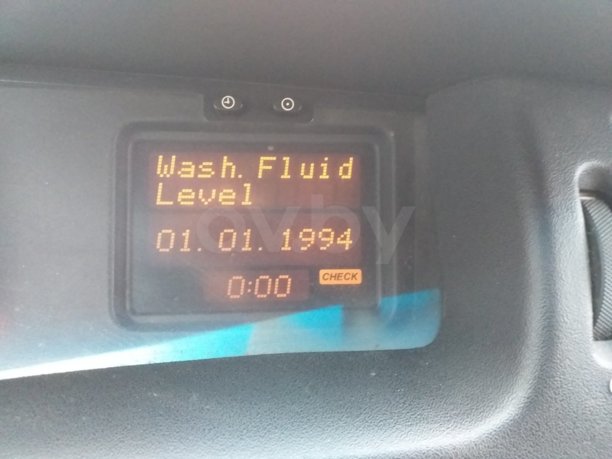 Wash. Fluid
Level
01. 01. 1994
0:00
CHECK